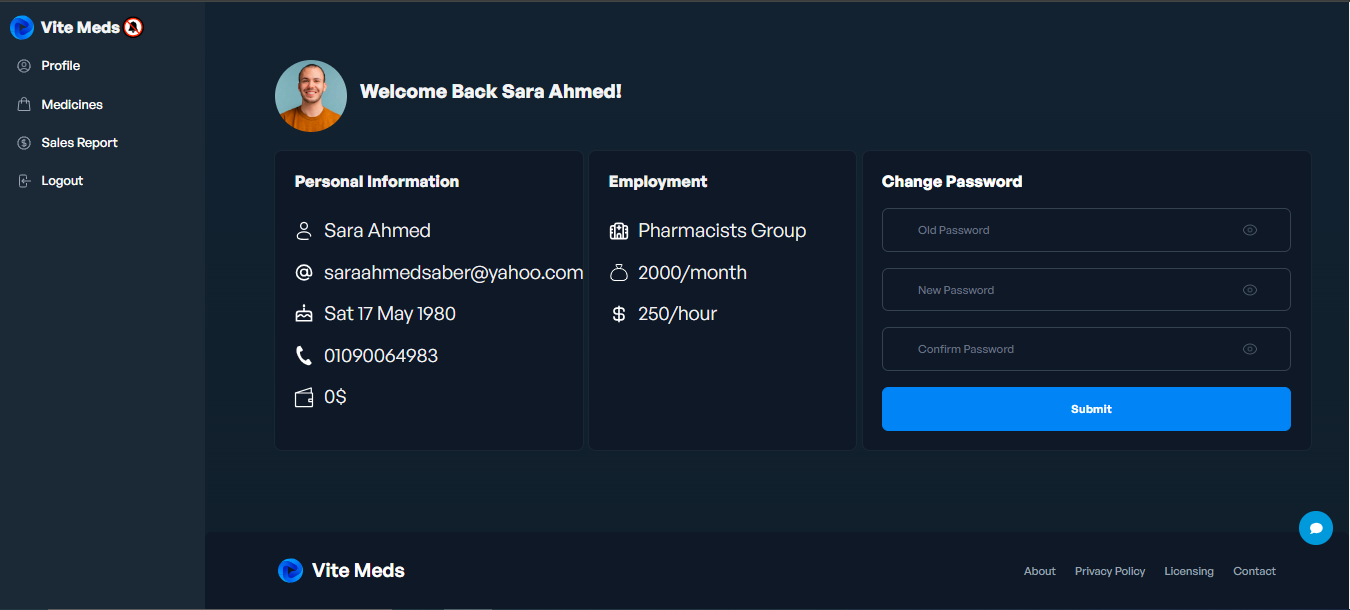 Vite Meds
Profile
Medicines
Sales Report
Logout
Welcome Back Sara Ahmed!
Personal Information
Sara Ahmed
saraahmedsaber@yahoo.com
Sat 17 May 1980
01090064983
0$
Employment
Pharmacists Group
2000/month
$ 250/hour
Change Password
Old Password
New Password
Confirm Password
Submit
Vite Meds
About Privacy Policy Licensing Contact